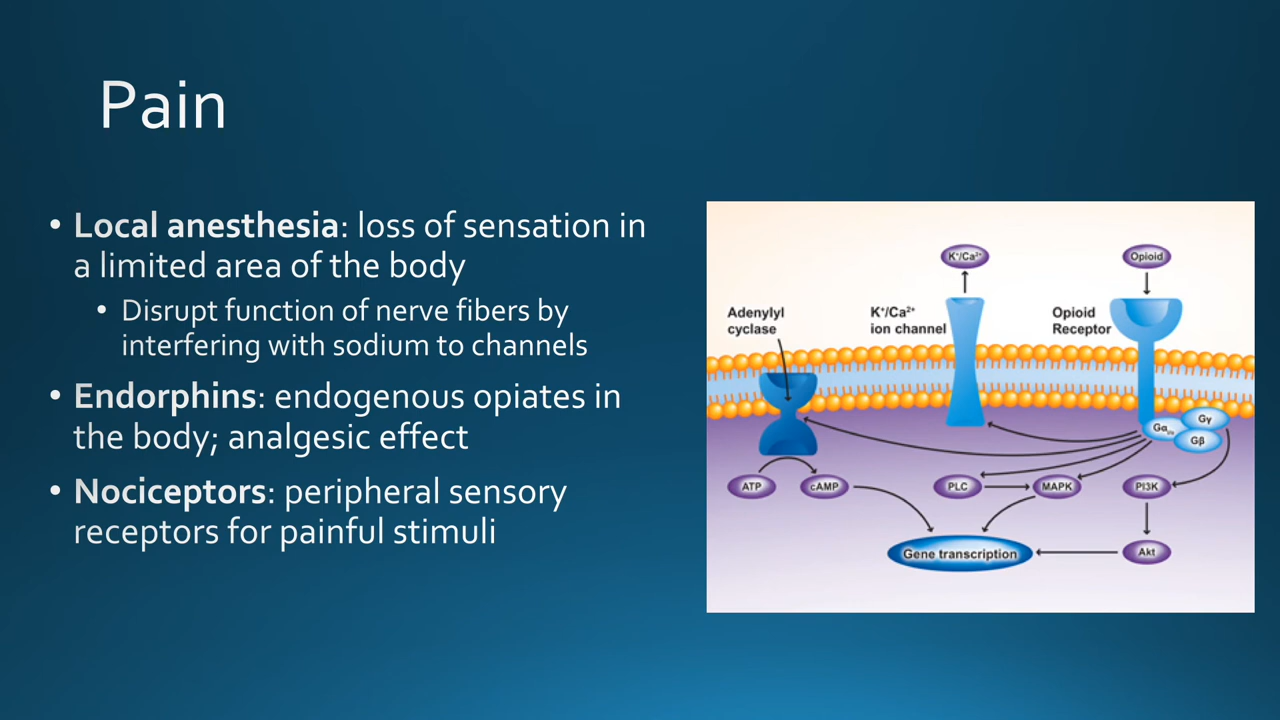 Pain
• Local anesthesia: loss of sensation in
a limited area of the body
• Disrupt function of nerve fibers by
interfering with sodium to channels
• Endorphins: endogenous opiates in
the body; analgesic effect
• Nociceptors: peripheral sensory
receptors for painful stimuli
K⁺/Ca²⁺
Opioid
Adenylyl
cyclase
K⁺/Ca²⁺
ion channel
Opioid
Receptor
Gα
Gγ
Gβ
ATP
cAMP
PLC
MAPK
PI3K
Gene transcription
Akt